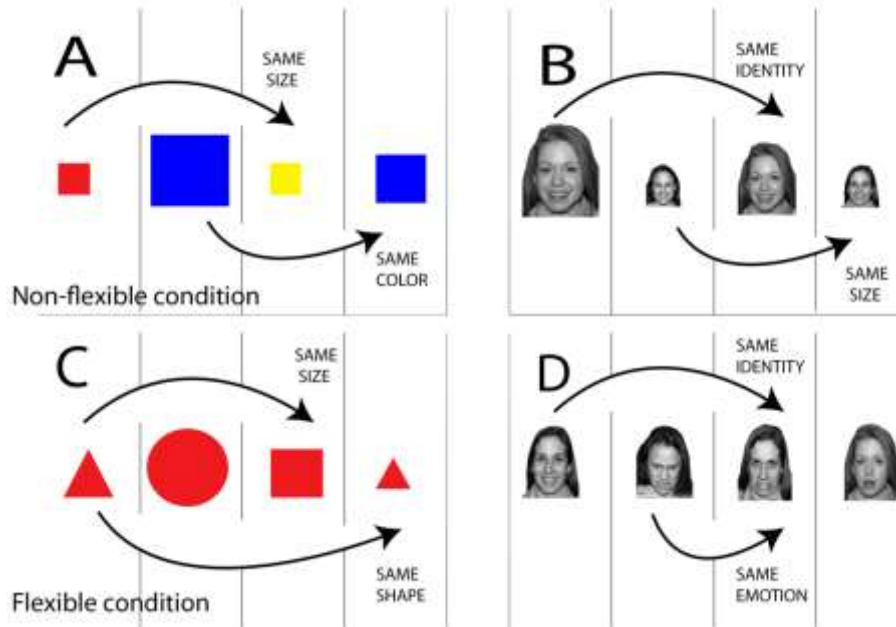 A
SAME
SIZE
SAME
COLOR
Non-flexible condition
B
SAME
IDENTITY
SAME
SIZE
C
SAME
SIZE
SAME
SHAPE
Flexible condition
D
SAME
IDENTITY
SAME
EMOTION